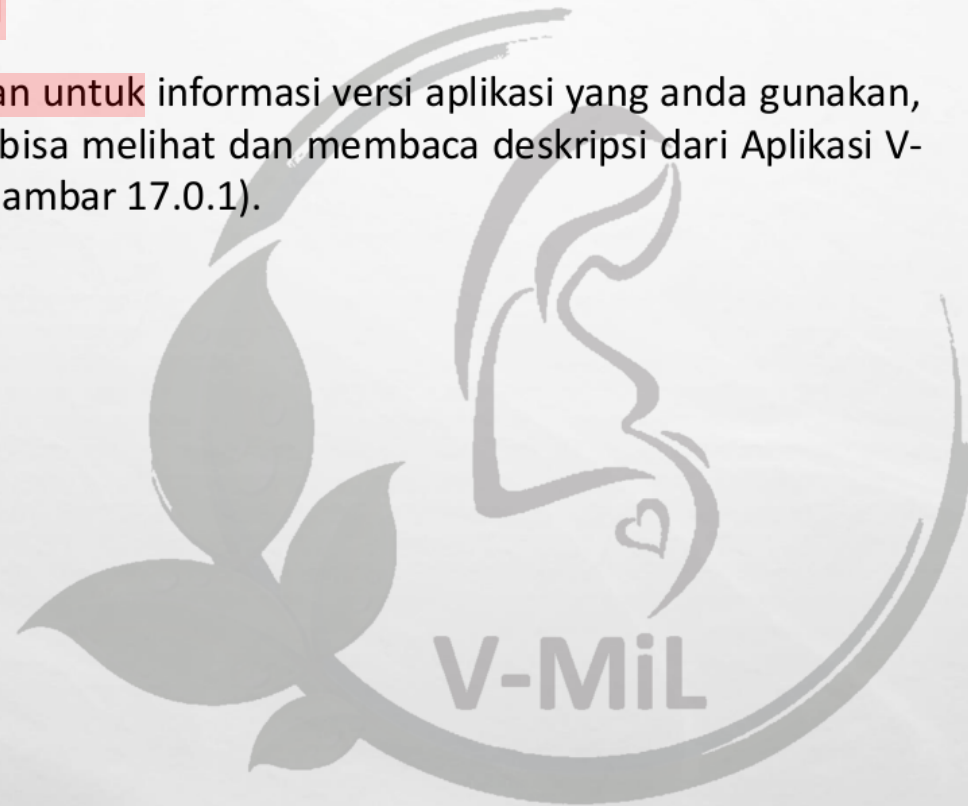 an untuk informasi versi aplikasi yang anda gunakan,
bisa melihat dan membaca deskripsi dari Aplikasi V-
ambar 17.0.1).
V-MiL